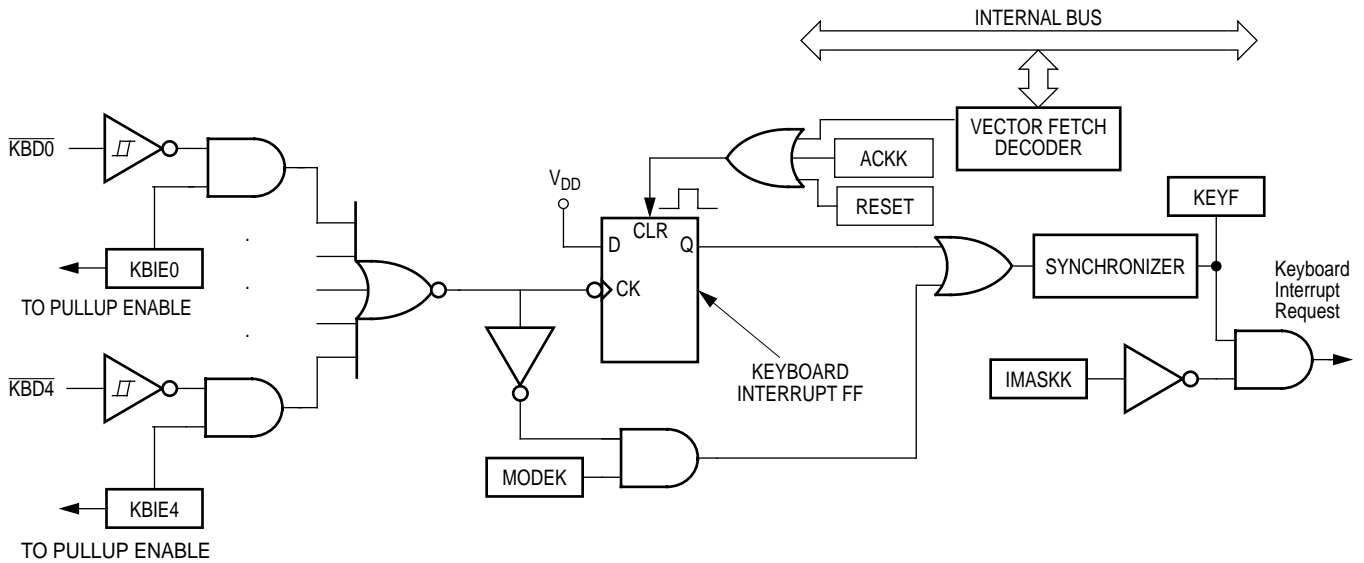 INTERNAL BUS
KBD0
VECTOR FETCH
DECODER
ACKK
RESET
VDD
KEYF
CLR
D
Q
CK
KBIE0
TO PULLUP ENABLE
SYNCHRONIZER
Keyboard
Interrupt
Request
KEYBOARD
INTERRUPT FF
IMASKK
KBD4
MODEK
KBIE4
TO PULLUP ENABLE